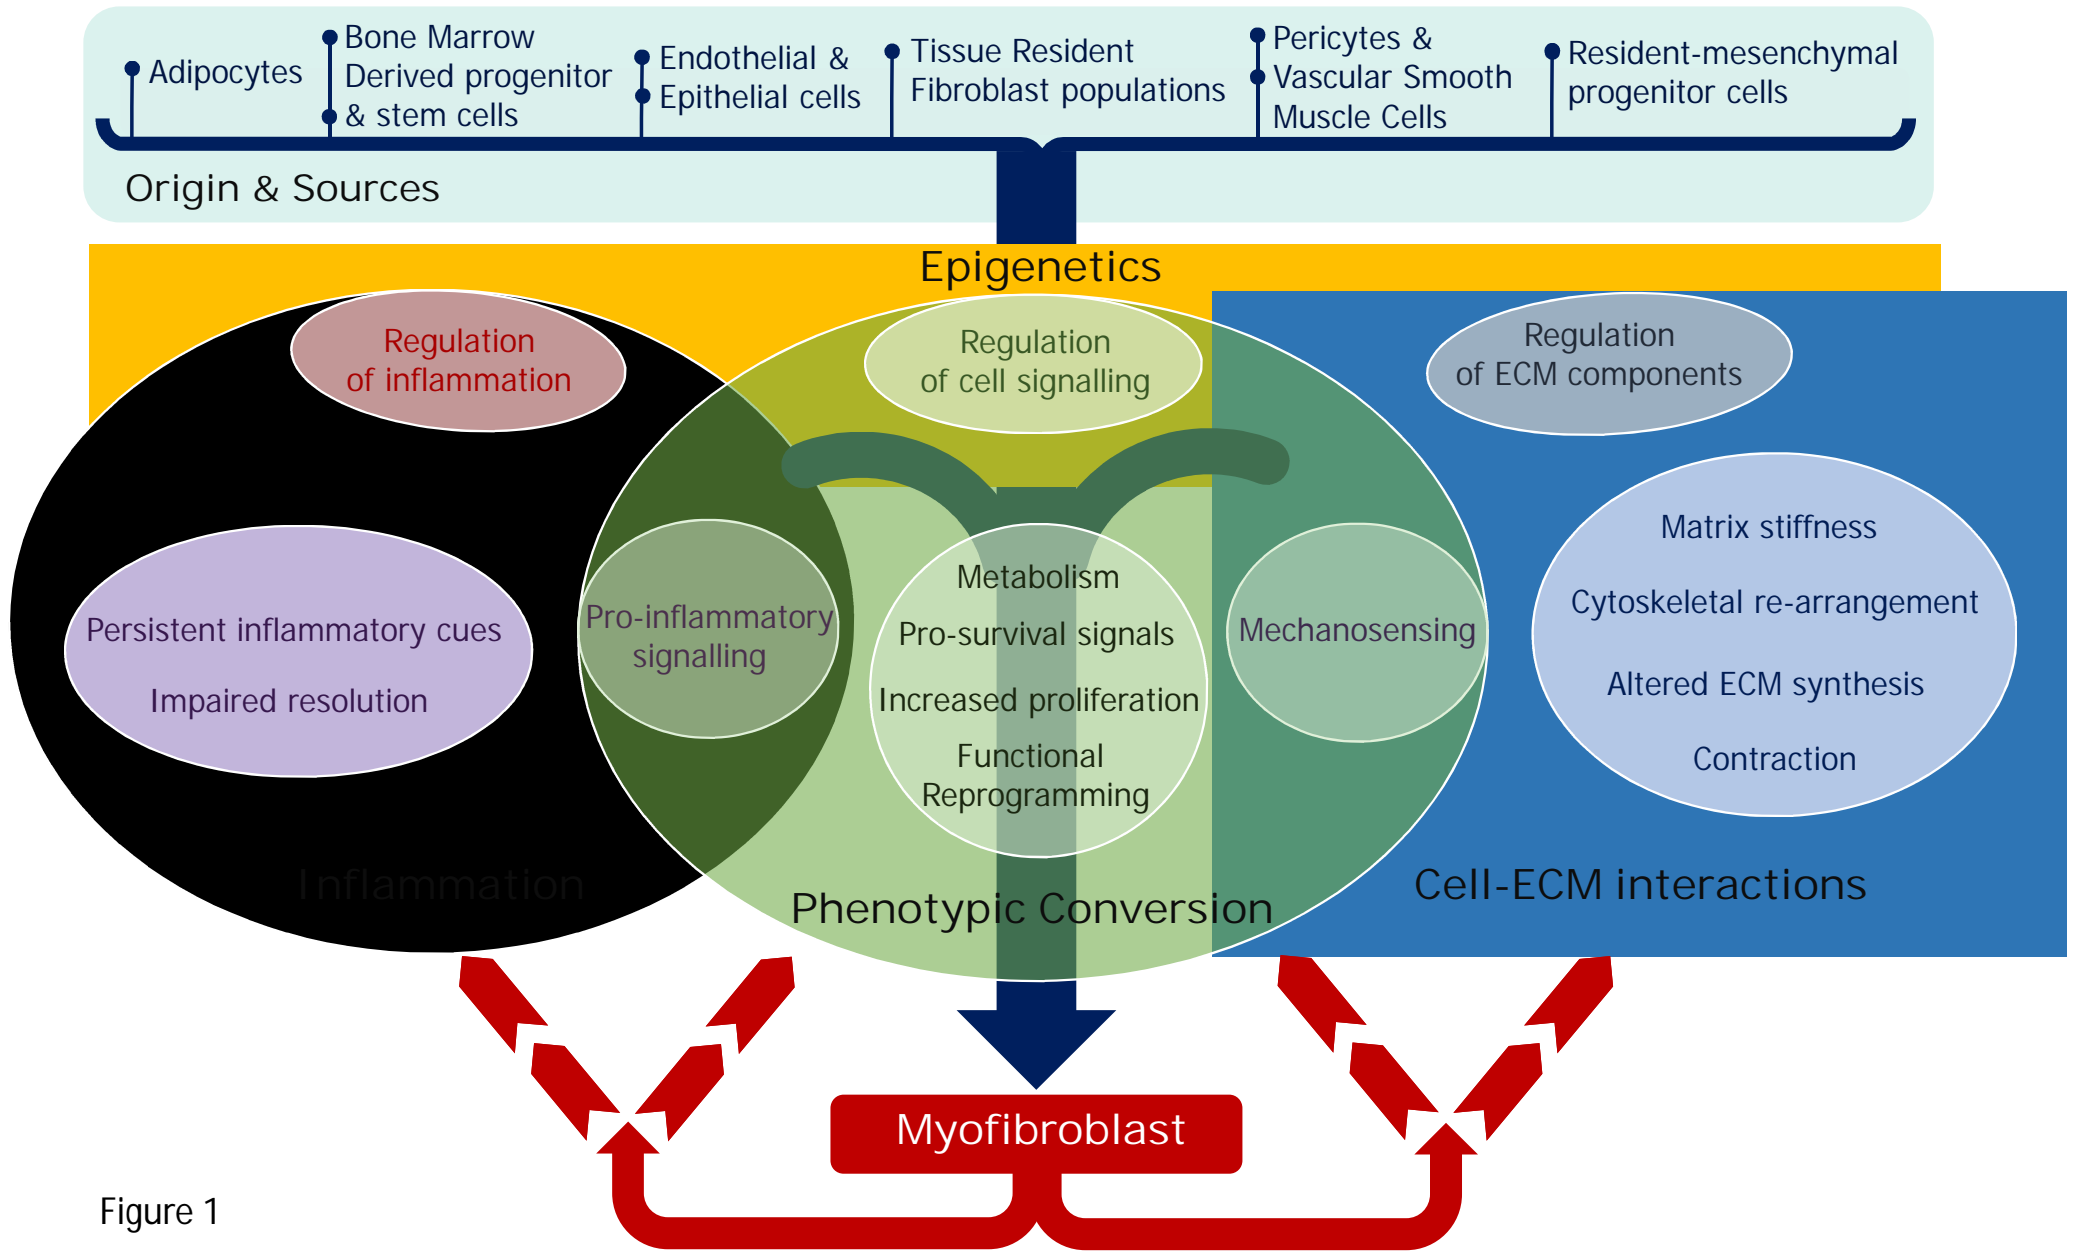 Adipocytes
Bone Marrow
Derived progenitor
& stem cells
Endothelial &
Epithelial cells
Tissue Resident
Fibroblast populations
Pericytes &
Vascular Smooth
Muscle Cells
Resident-mesenchymal
progenitor cells
Origin & Sources
Epigenetics
Regulation
of inflammation
Regulation
of cell signalling
Regulation
of ECM components
Persistent inflammatory cues
Impaired resolution
Pro-inflammatory
signalling
Metabolism
Pro-survival signals
Increased proliferation
Functional
Reprogramming
Mechanosensing
Matrix stiffness
Cytoskeletal re-arrangement
Altered ECM synthesis
Contraction
Inflammation
Phenotypic Conversion
Cell-ECM interactions
Myofibroblast
Figure 1